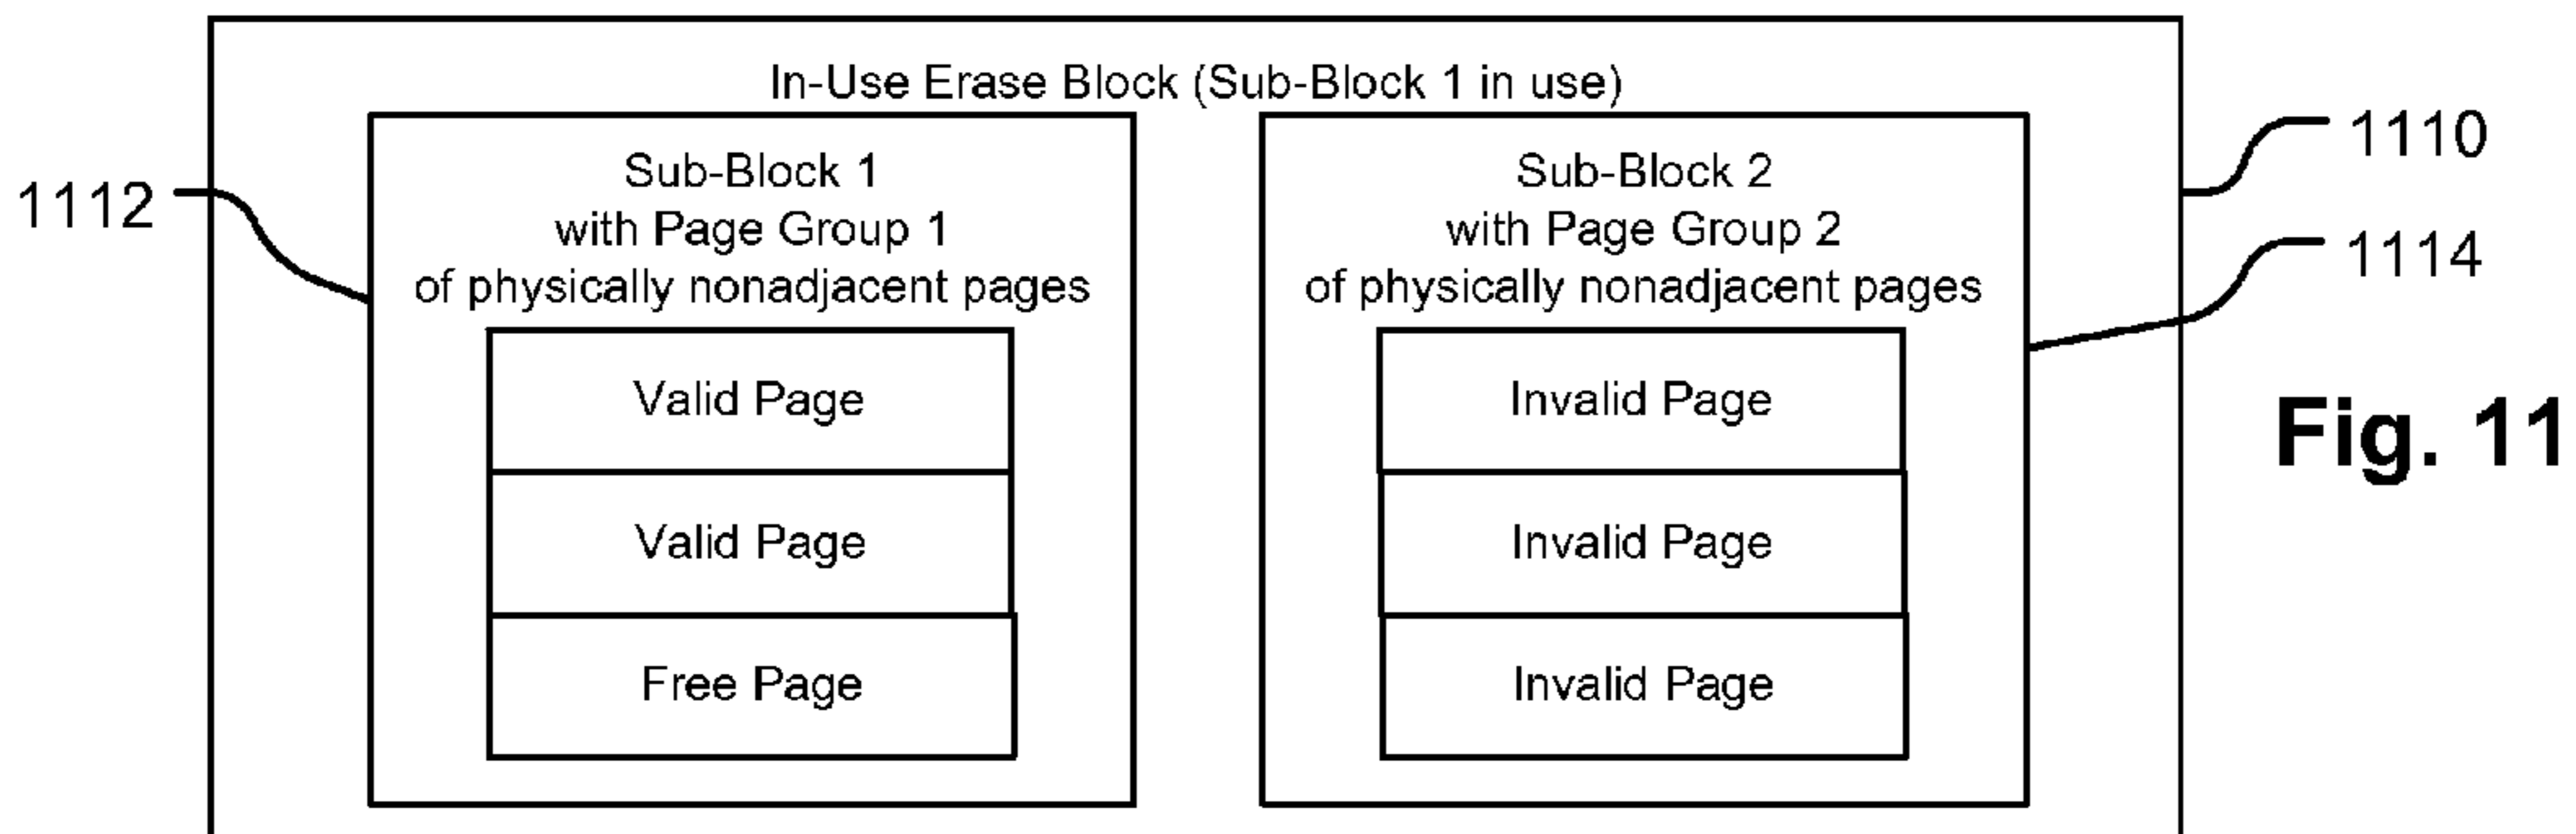 In-Use Erase Block (Sub-Block 1 in use)
1110
1112
Sub-Block 1
with Page Group 1
of physically nonadjacent pages
Valid Page
Valid Page
Free Page
Sub-Block 2
with Page Group 2
of physically nonadjacent pages
Invalid Page
Invalid Page
Invalid Page
1114
Fig. 11